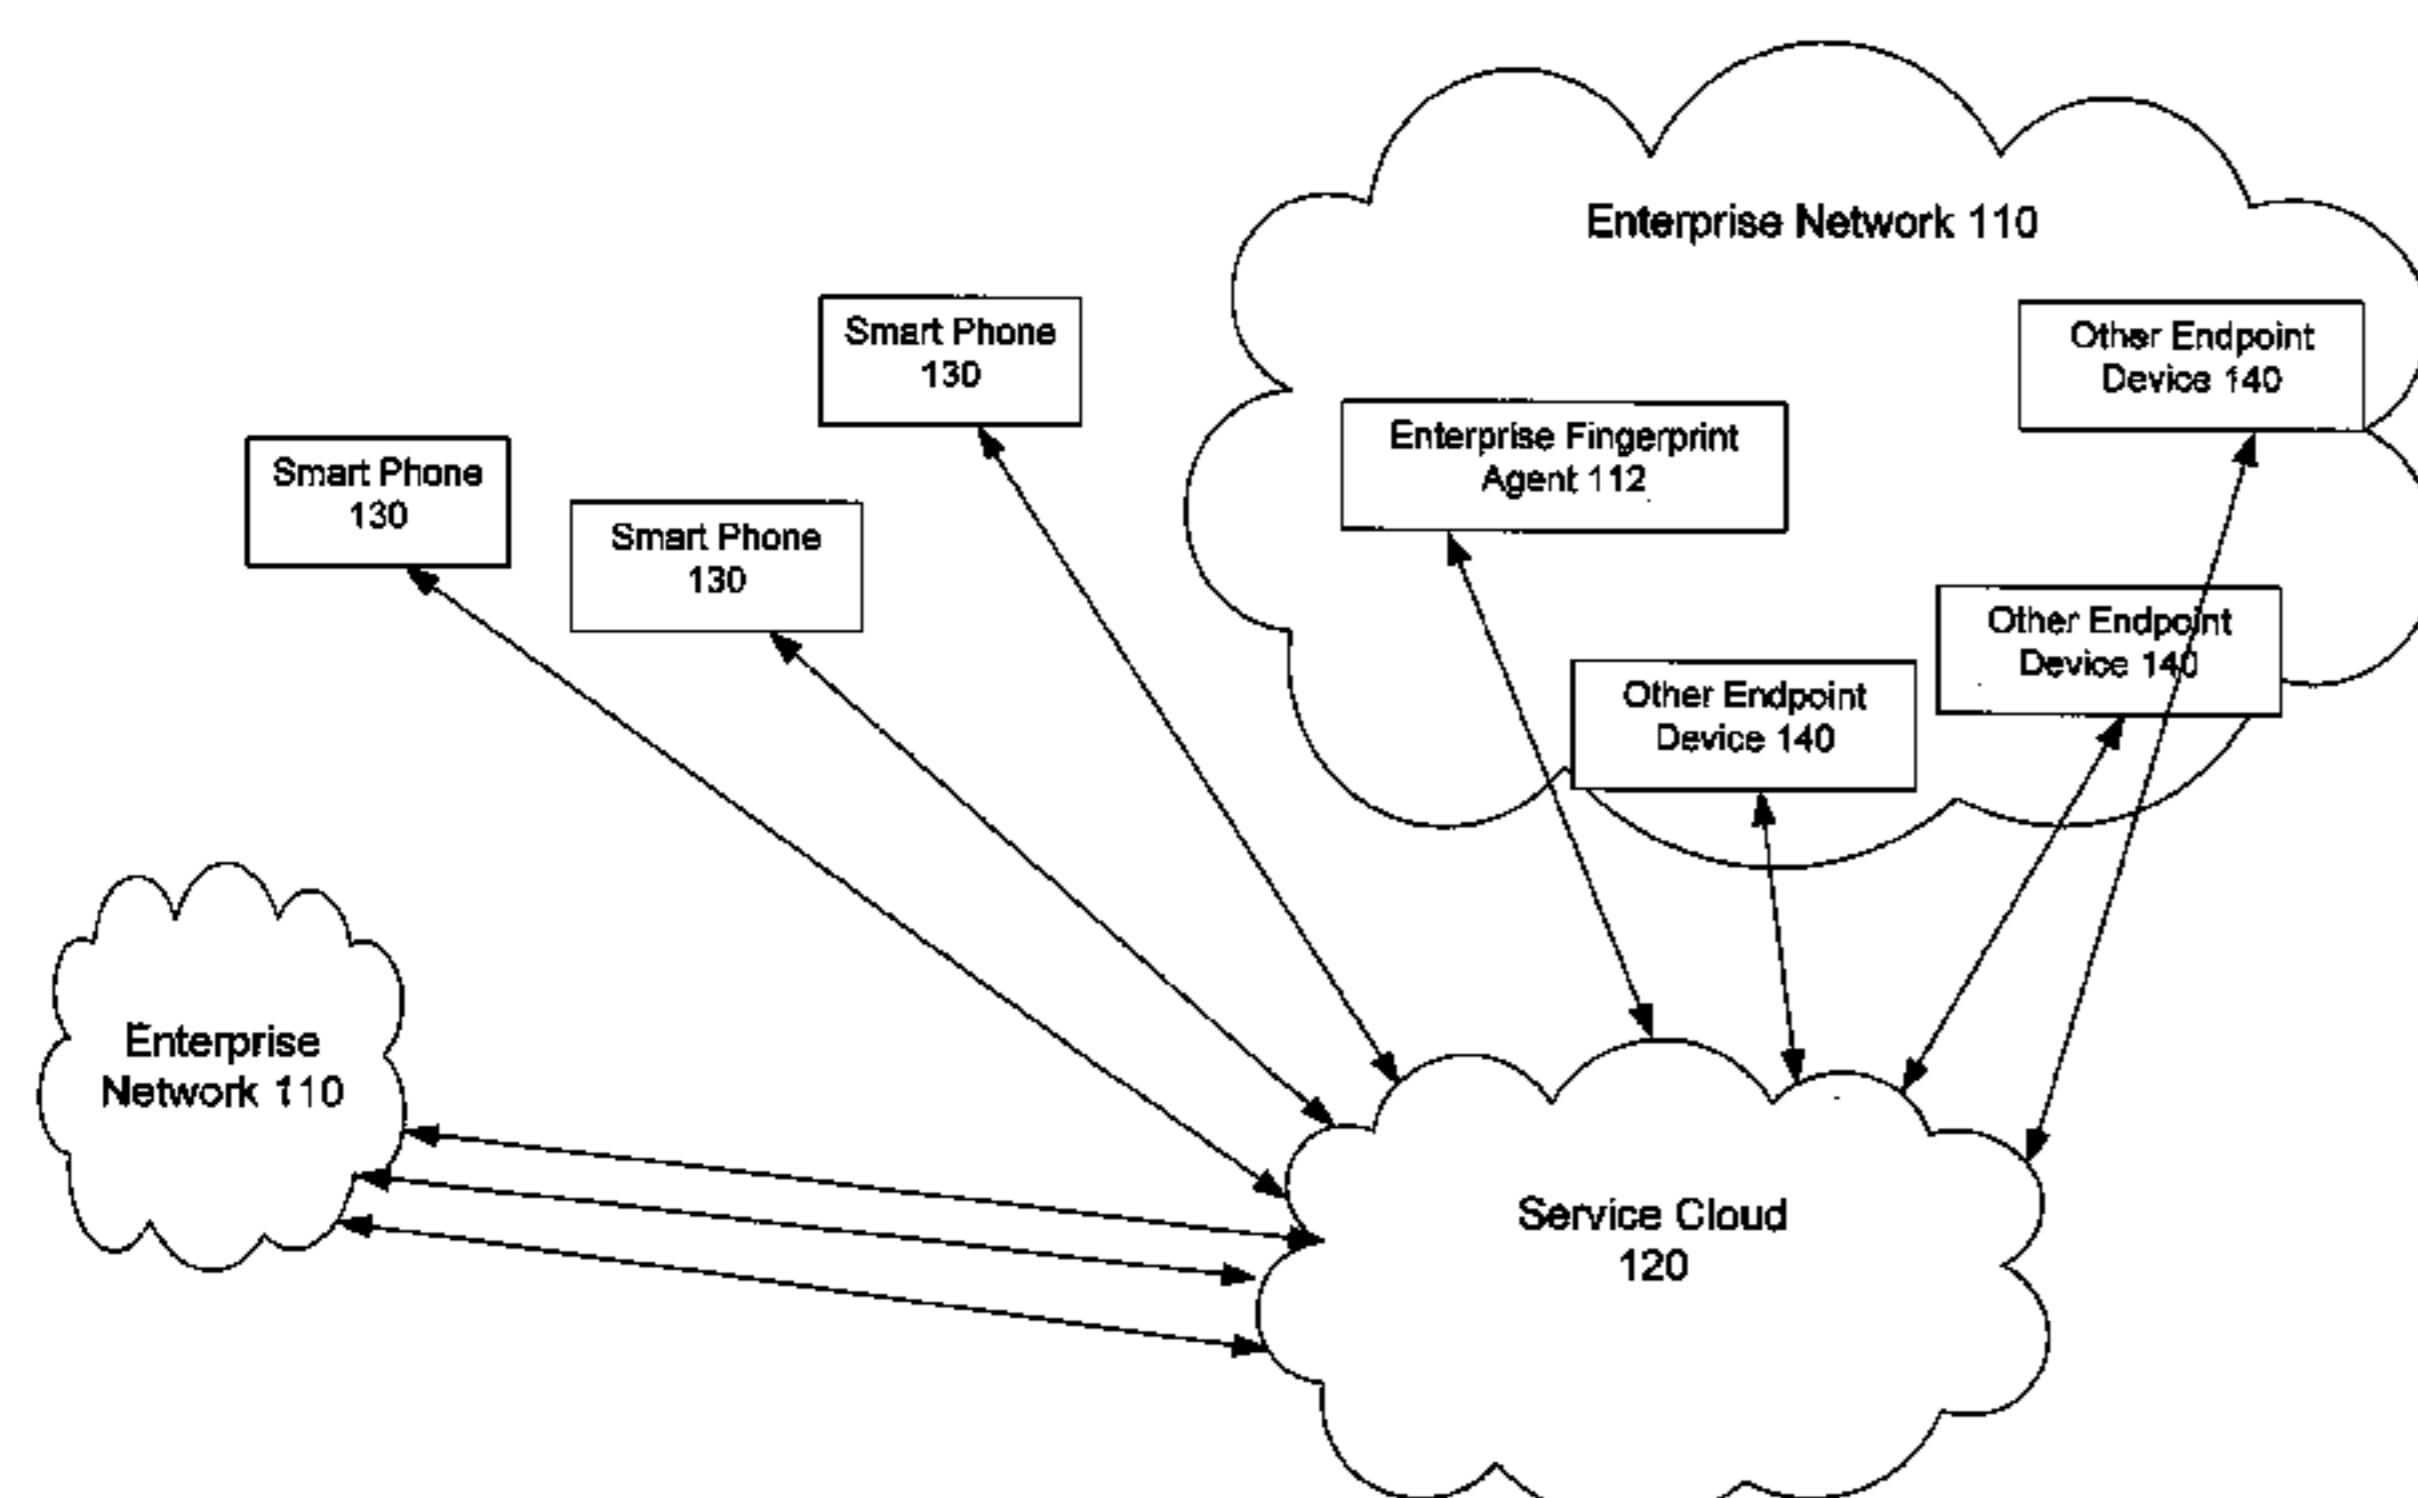 Enterprise Network 110
Smart Phone
130
Other Endpoint
Device 140
Enterprise Fingerprint
Agent 112
Smart Phone
130
Smart Phone
130
Other Endpoint
Device 140
Other Endpoint
Device 140
Enterprise
Network 110
Service Cloud
120